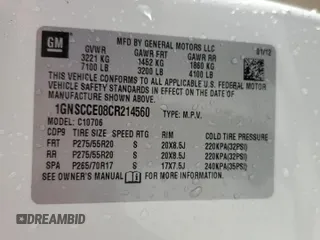 GM
MFD BY GENERAL MOTORS LLC
01/12
GVWR GAWR FRT GAWR RR
3221 KG 1452 KG 1860 KG
7100 LB 3200 LB 4100 LB
THIS VEHICLE CONFORMS TO ALL APPLICABLE U.S. FEDERAL MOTOR
VEHICLE SAFETY AND THEFT PREVENTION STANDARDS IN EFFECT ON
THE DATE OF MANUFACTURE SHOWN ABOVE.
1GNSCCE08CR214560
TYPE: M.P.V.
MODEL: C10706
CDP9 TIRE SIZE SPEED RTG RIM COLD TIRE PRESSURE
FRT P275/55R20 S 20X8.5J 220KPA(32PSI)
RR P275/55R20 S 20X8.5J 220KPA(32PSI)
SPA P265/70R17 S 17X7.5J 240KPA(35PSI)
SEE OWNER'S MANUAL FOR MORE INFORMATION.
DREAMBID